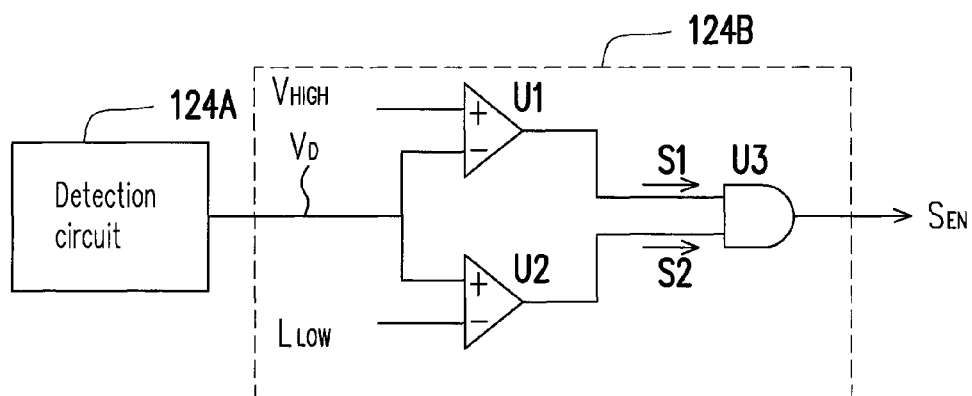 124B
124A
VHIGH
U1
VD
S1
U3
Detection
circuit
+
−
SEN
S2
U2
+
−
LLOW